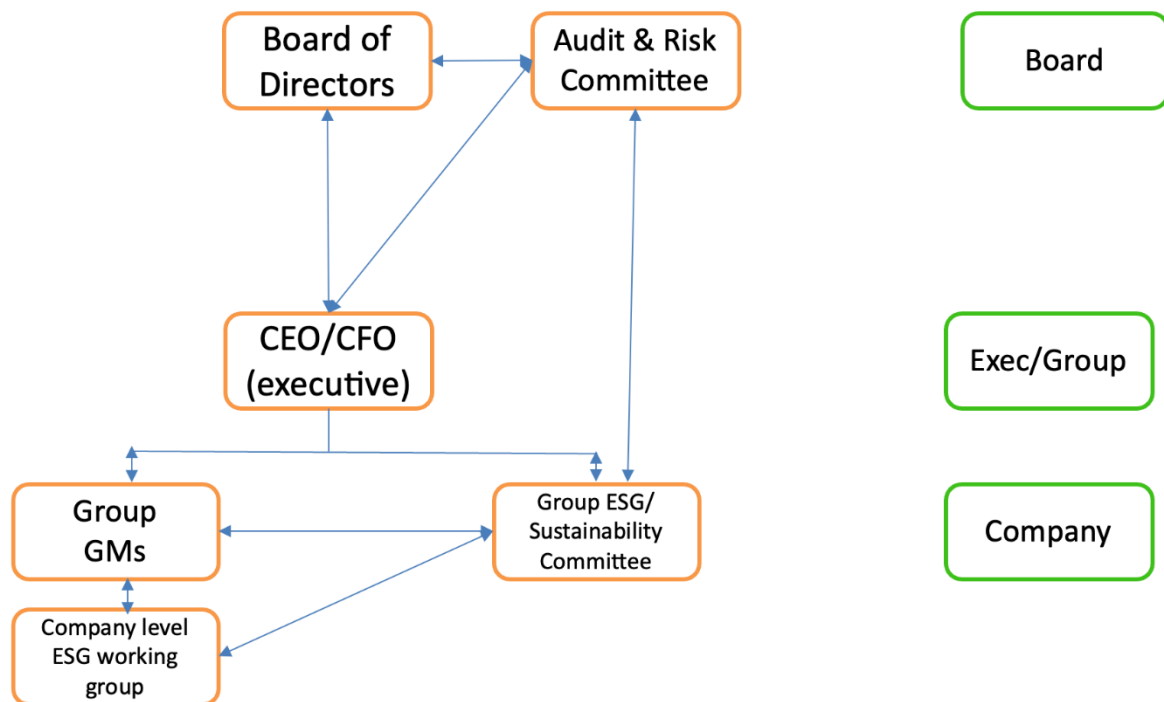 Board of
Directors
Audit & Risk
Committee
Board
CEO/CFO
(executive)
Exec/Group
Group
GMs
Group ESG/
Sustainability
Committee
Company
Company level
ESG working
group